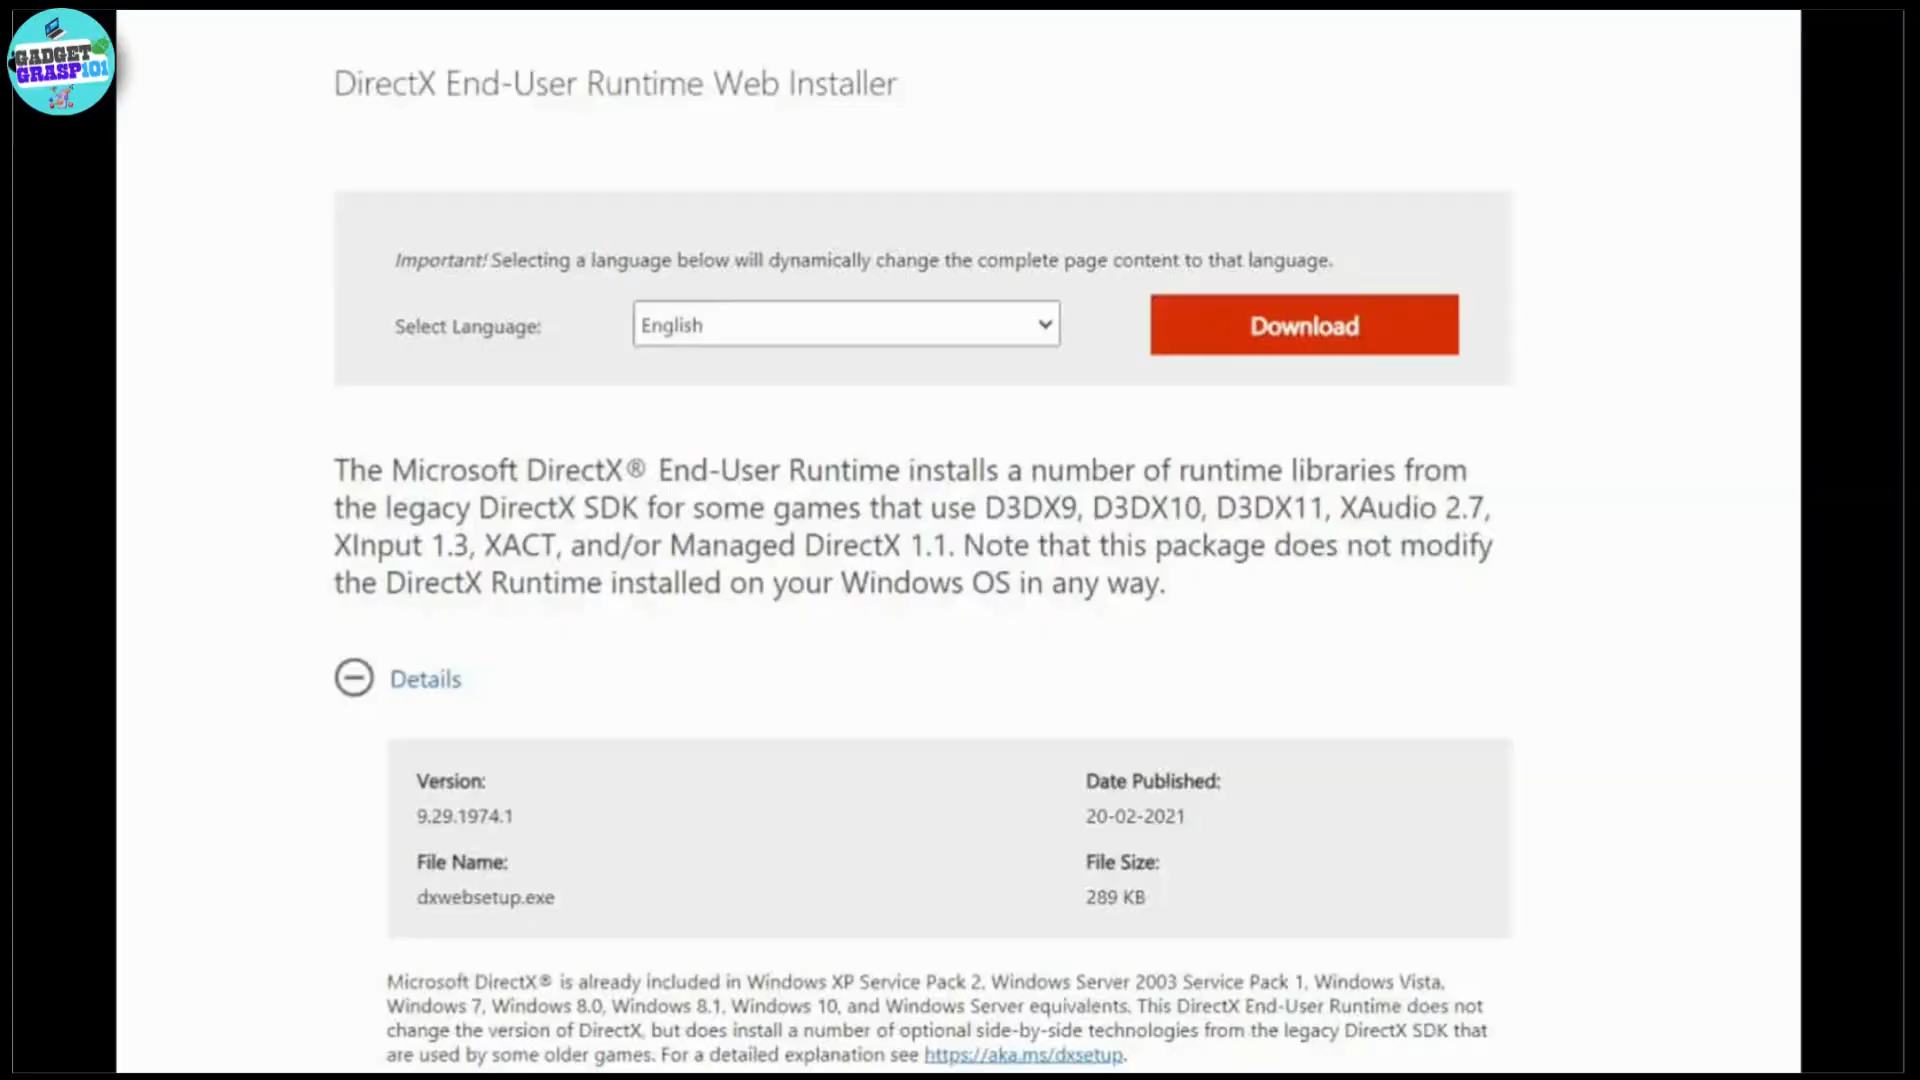 GADGET
GRASP101
DirectX End-User Runtime Web Installer
Important! Selecting a language below will dynamically change the complete page content to that language.
Select Language:
English
Download
The Microsoft DirectX® End-User Runtime installs a number of runtime libraries from
the legacy DirectX SDK for some games that use D3DX9, D3DX10, D3DX11, XAudio 2.7,
XInput 1.3, XACT, and/or Managed DirectX 1.1. Note that this package does not modify
the DirectX Runtime installed on your Windows OS in any way.
Details
Version:
9.29.1974.1
Date Published:
20-02-2021
File Name:
dxwebsetup.exe
File Size:
289 KB
Microsoft DirectX® is already included in Windows XP Service Pack 2, Windows Server 2003 Service Pack 1, Windows Vista,
Windows 7, Windows 8.0, Windows 8.1, Windows 10, and Windows Server equivalents. This DirectX End-User Runtime does not
change the version of DirectX, but does install a number of optional side-by-side technologies from the legacy DirectX SDK that
are used by some older games. For a detailed explanation see https://aka.ms/dxsetup.